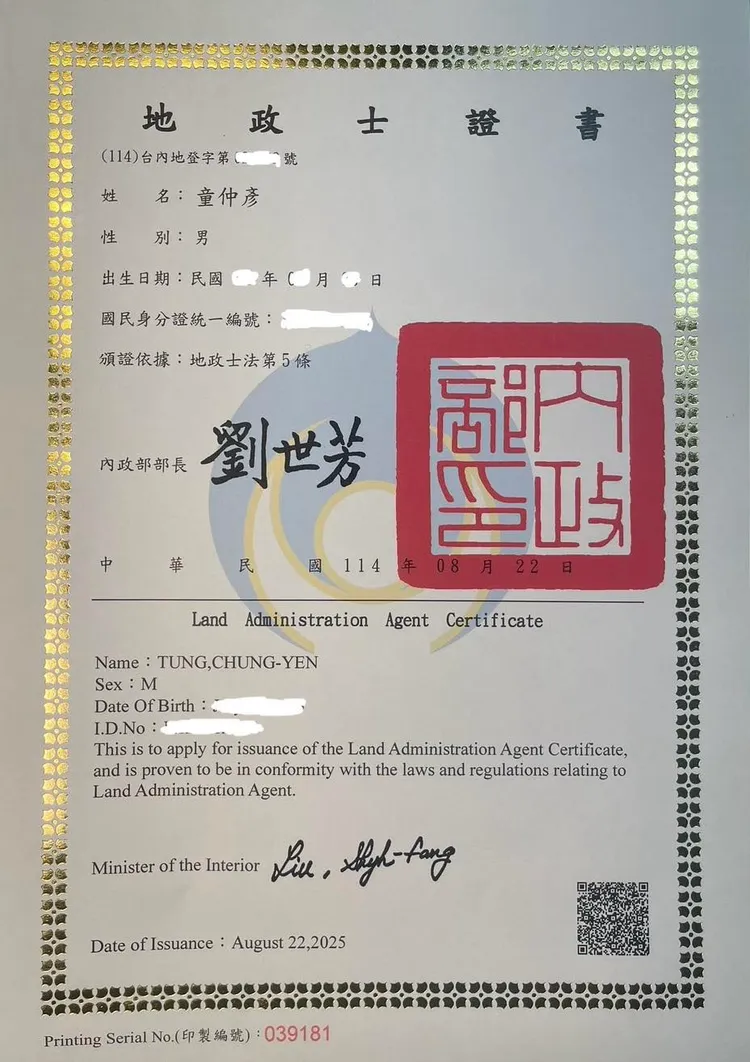 地政士證書
(114)台內地登字第 號
姓 名：童仲彥
性 別：男
出生日期：民國 年 月 日
國民身分證統一編號：
頒證依據：地政士法第5條
內政部部長 劉世芳
內政部印
中華民國 114 年 08 月 22 日
Land Administration Agent Certificate
Name：TUNG,CHUNG-YEN
Sex：M
Date Of Birth：
I.D.No：
This is to apply for issuance of the Land Administration Agent Certificate,
and is proven to be in conformity with the laws and regulations relating to
Land Administration Agent.
Minister of the Interior Liu, Shyh-fang
Date of Issuance：August 22,2025
Printing Serial No.(印製編號)：039181